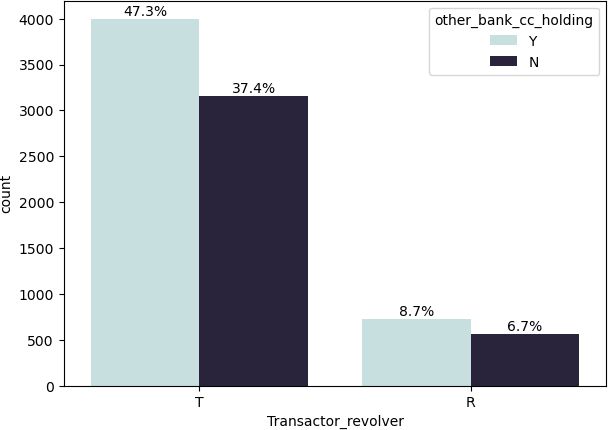 47.3%
37.4%
8.7%
6.7%
other_bank_cc_holding
Y
N
4000
3500
3000
2500
2000
1500
1000
500
0
count
T
R
Transactor_revolver